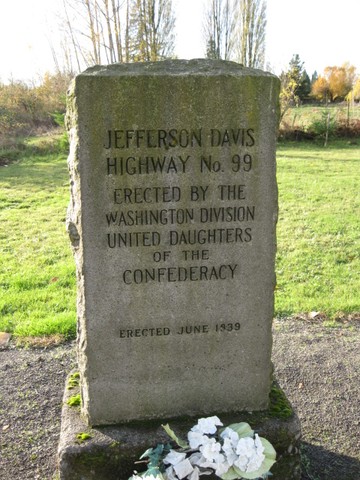 JEFFERSON DAVIS
HIGHWAY No. 99
ERECTED BY THE
WASHINGTON DIVISION
UNITED DAUGHTERS
OF THE
CONFEDERACY
ERECTED JUNE 1939